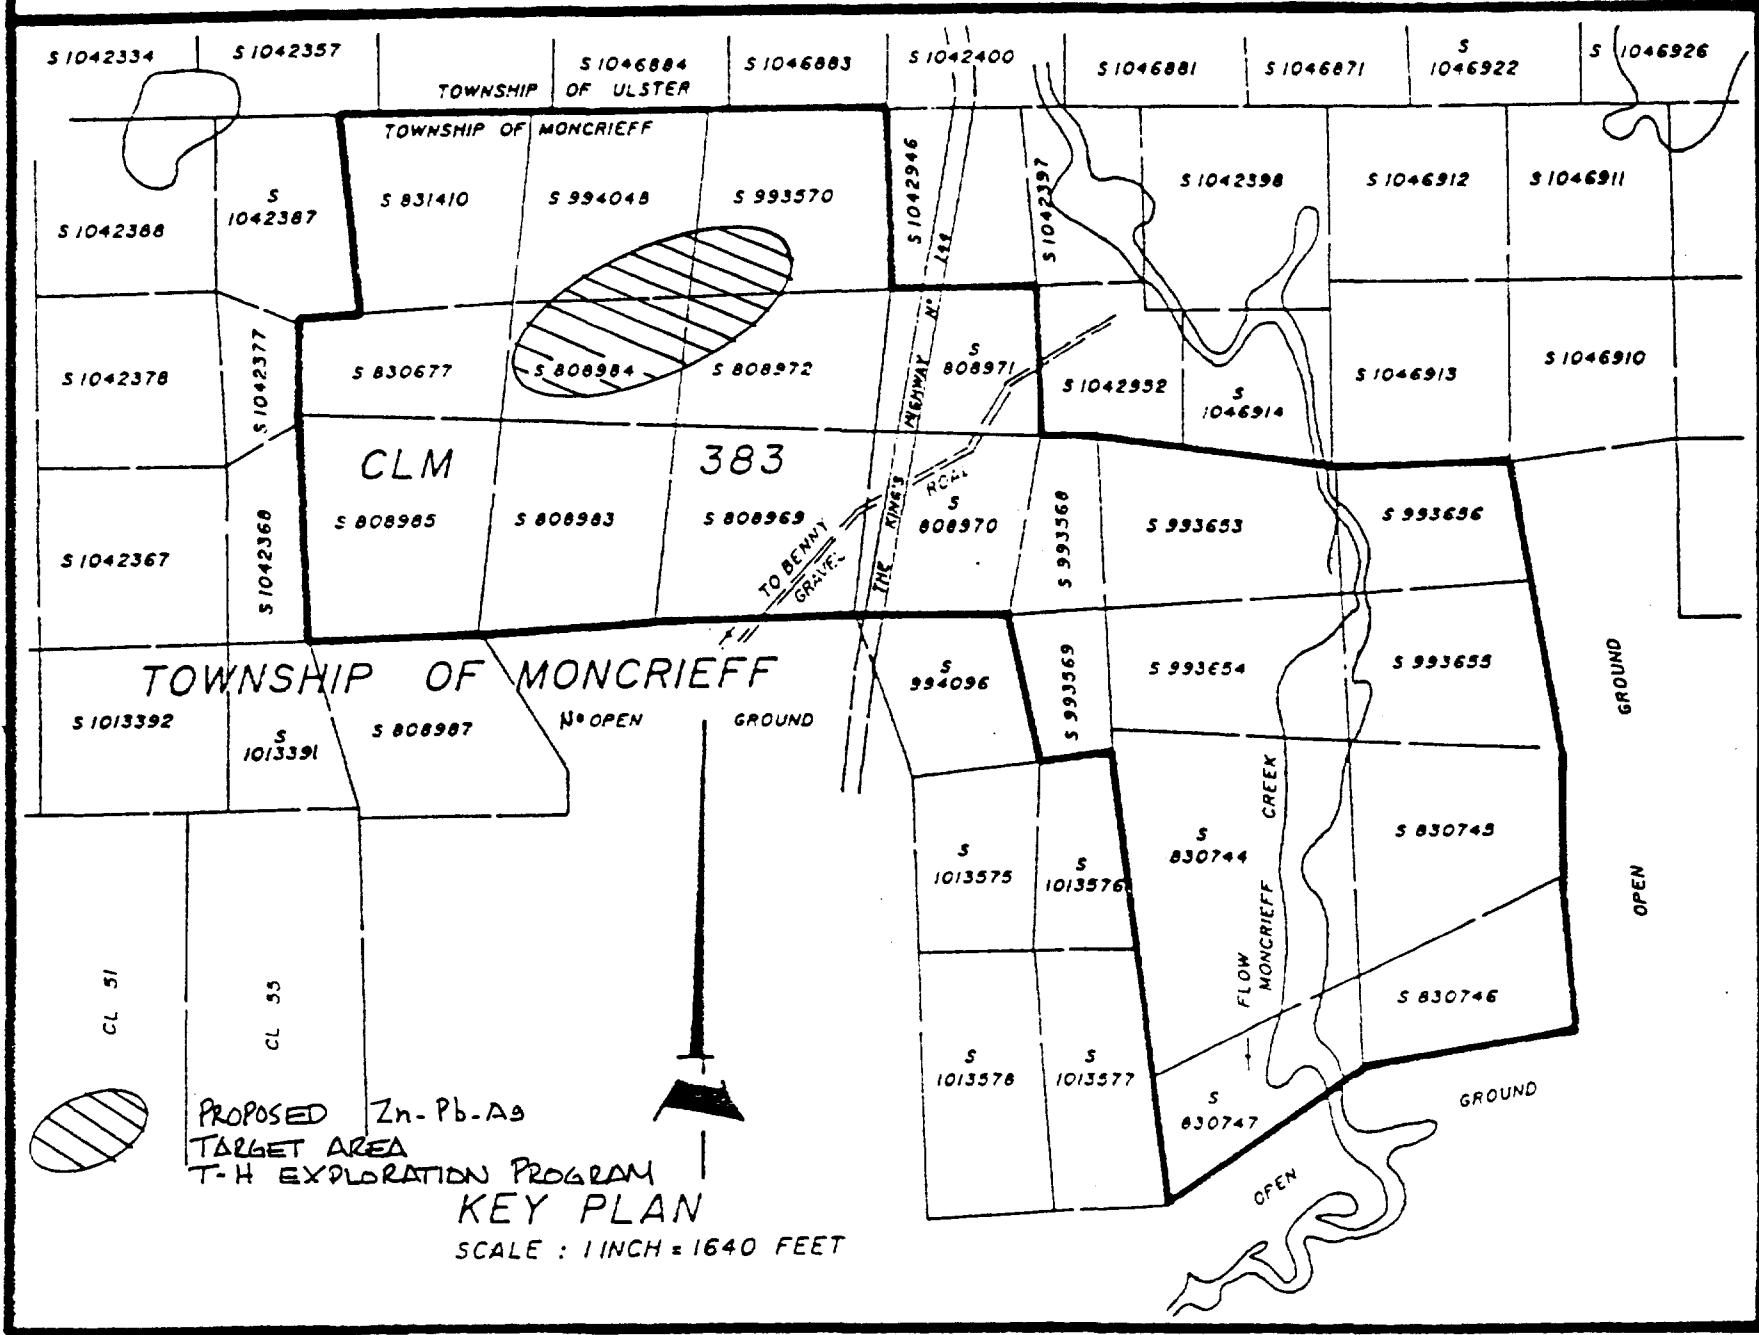 S 1042334
S 1042357
S 1046884
S 1046883
S 1042400
S 1046881
S 1046871
S
1046922
S 1046926
TOWNSHIP OF ULSTER
TOWNSHIP OF MONCRIEFF
S 1042388
S
1042387
S 831410
S 994048
S 993570
S 1042946
S 1042397
S 1042398
S 1046912
S 1046911
S 1042378
S 1042377
S 830677
S 808984
S 808972
S
808971
S 1042932
S
1046914
S 1046913
S 1046910
THE KING'S HIGHWAY Nº 144
CLM 383
S 1042367
S 1042368
S 808985
S 808983
S 808969
S
808970
S 993568
S 993653
S 993656
TO BENNY
GRAVEL ROAD
TOWNSHIP OF MONCRIEFF
S 1013392
S
1013391
S 808987
Nº OPEN GROUND
S
994096
S 993569
S 993654
S 993655
OPEN GROUND
S
1013575
S
1013576
S
830744
S 830745
FLOW
MONCRIEFF CREEK
CL 51
CL 55
S
1013578
S
1013577
S
830747
S 830746
OPEN GROUND
PROPOSED Zn-Pb-Ag
TARGET AREA
T-H EXPLORATION PROGRAM
KEY PLAN
SCALE : 1 INCH = 1640 FEET